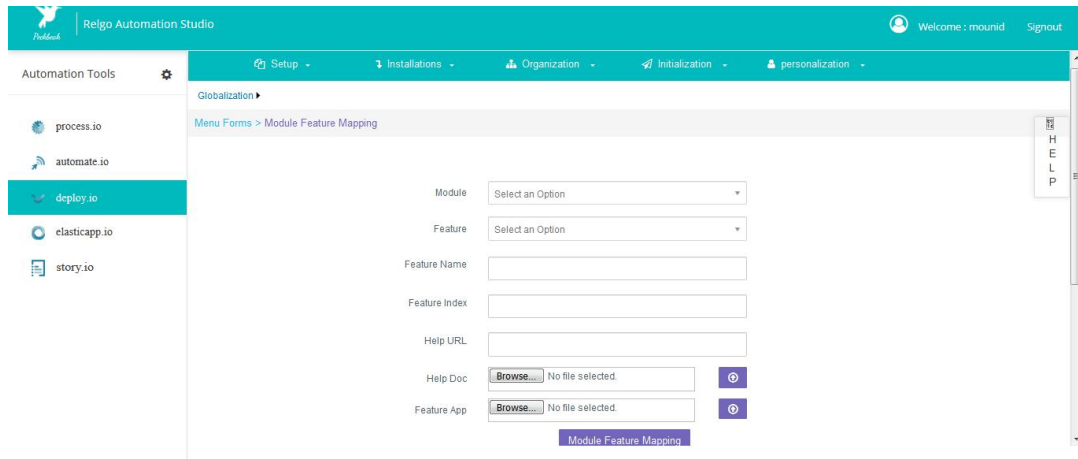 Pochbosh
Relgo Automation Studio
Welcome : mounid
Signout
Automation Tools
Setup
Installations
Organization
Initialization
personalization
Globalization
process.io
automate.io
deploy.io
elasticapp.io
story.io
Menu Forms > Module Feature Mapping
HELP
Module
Select an Option
Feature
Select an Option
Feature Name
Feature Index
Help URL
Help Doc
Browse... No file selected.
Feature App
Browse... No file selected.
Module Feature Mapping